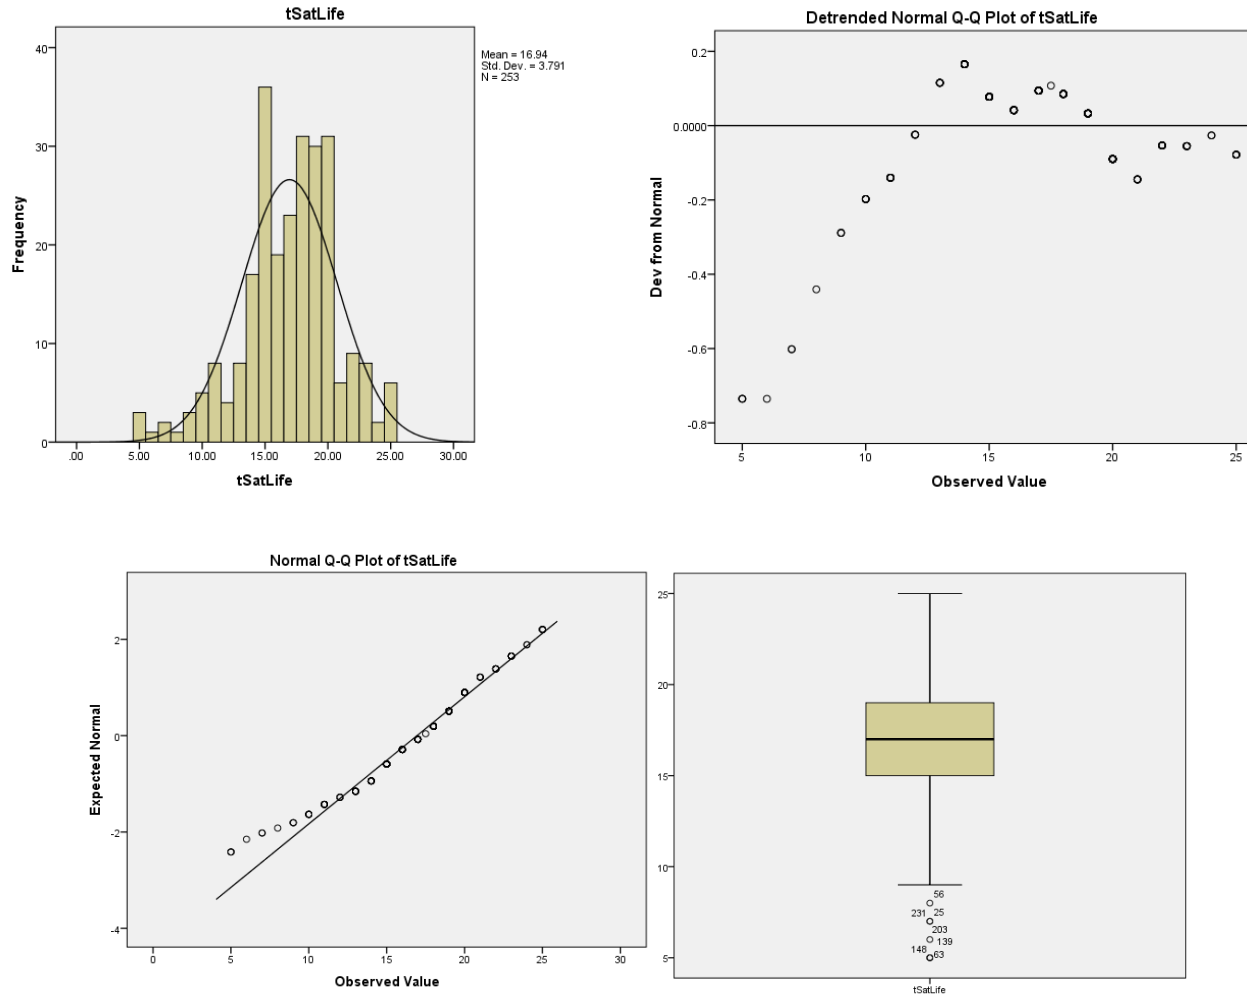 tSatLife
40
30
20
10
0
Frequency
.00 5.00 10.00 15.00 20.00 25.00 30.00
tSatLife
Mean = 16.94
Std. Dev. = 3.791
N = 253
Detrended Normal Q-Q Plot of tSatLife
0.2
0.0000
-0.2
-0.4
-0.6
-0.8
Dev from Normal
5 10 15 20 25
Observed Value
Normal Q-Q Plot of tSatLife
2
0
-2
-4
Expected Normal
0 5 10 15 20 25 30
Observed Value
25
20
15
10
5
56
231 25
203
139
148 63
tSatLife